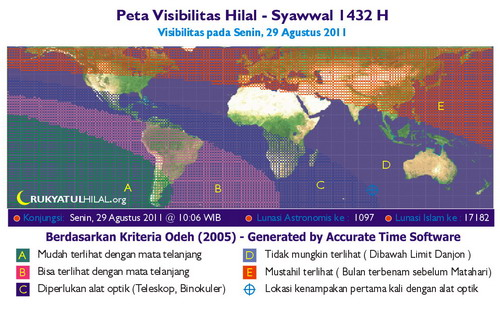 Peta Visibilitas Hilal - Syawwal 1432 H
Visibilitas pada Senin, 29 Agustus 2011
E
D
A
B
C
RUKYATULHILAL.org
Konjungsi: Senin, 29 Agustus 2011 @ 10:06 WIB Lunasi Astronomis ke : 1097 Lunasi Islam ke : 17182
Berdasarkan Kriteria Odeh (2005) - Generated by Accurate Time Software
A Mudah terlihat dengan mata telanjang D Tidak mungkin terlihat ( Dibawah Limit Danjon )
B Bisa terlihat dengan mata telanjang E Mustahil terlihat ( Bulan terbenam sebelum Matahari)
C Diperlukan alat optik (Teleskop, Binokuler) Lokasi kenampakan pertama kali dengan alat optik